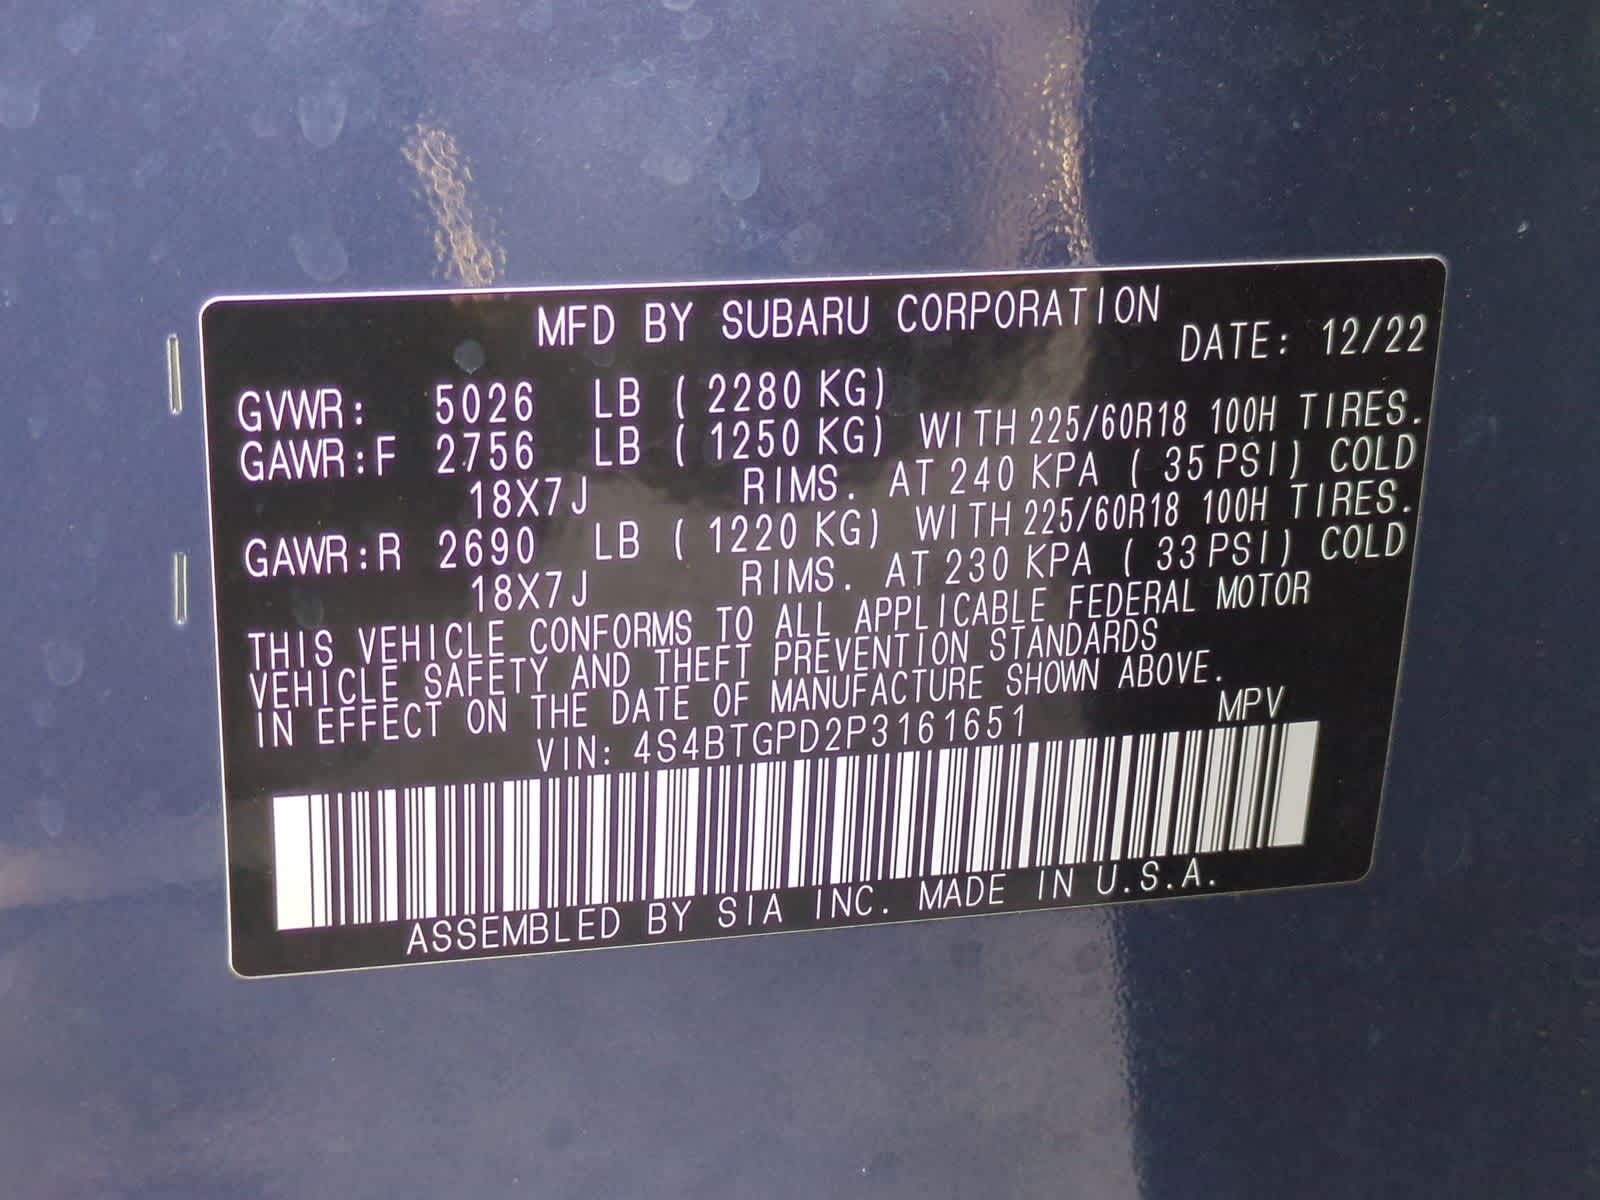 MFD BY SUBARU CORPORATION
DATE: 12/22
GVWR: 5026 LB ( 2280 KG)
GAWR:F 2756 LB ( 1250 KG) WITH 225/60R18 100H TIRES.
18X7J RIMS. AT 240 KPA ( 35 PSI) COLD
GAWR:R 2690 LB ( 1220 KG) WITH 225/60R18 100H TIRES.
18X7J RIMS. AT 230 KPA ( 33 PSI) COLD
THIS VEHICLE CONFORMS TO ALL APPLICABLE FEDERAL MOTOR
VEHICLE SAFETY AND THEFT PREVENTION STANDARDS
IN EFFECT ON THE DATE OF MANUFACTURE SHOWN ABOVE.
VIN: 4S4BTGPD2P3161651 MPV
ASSEMBLED BY SIA INC. MADE IN U.S.A.